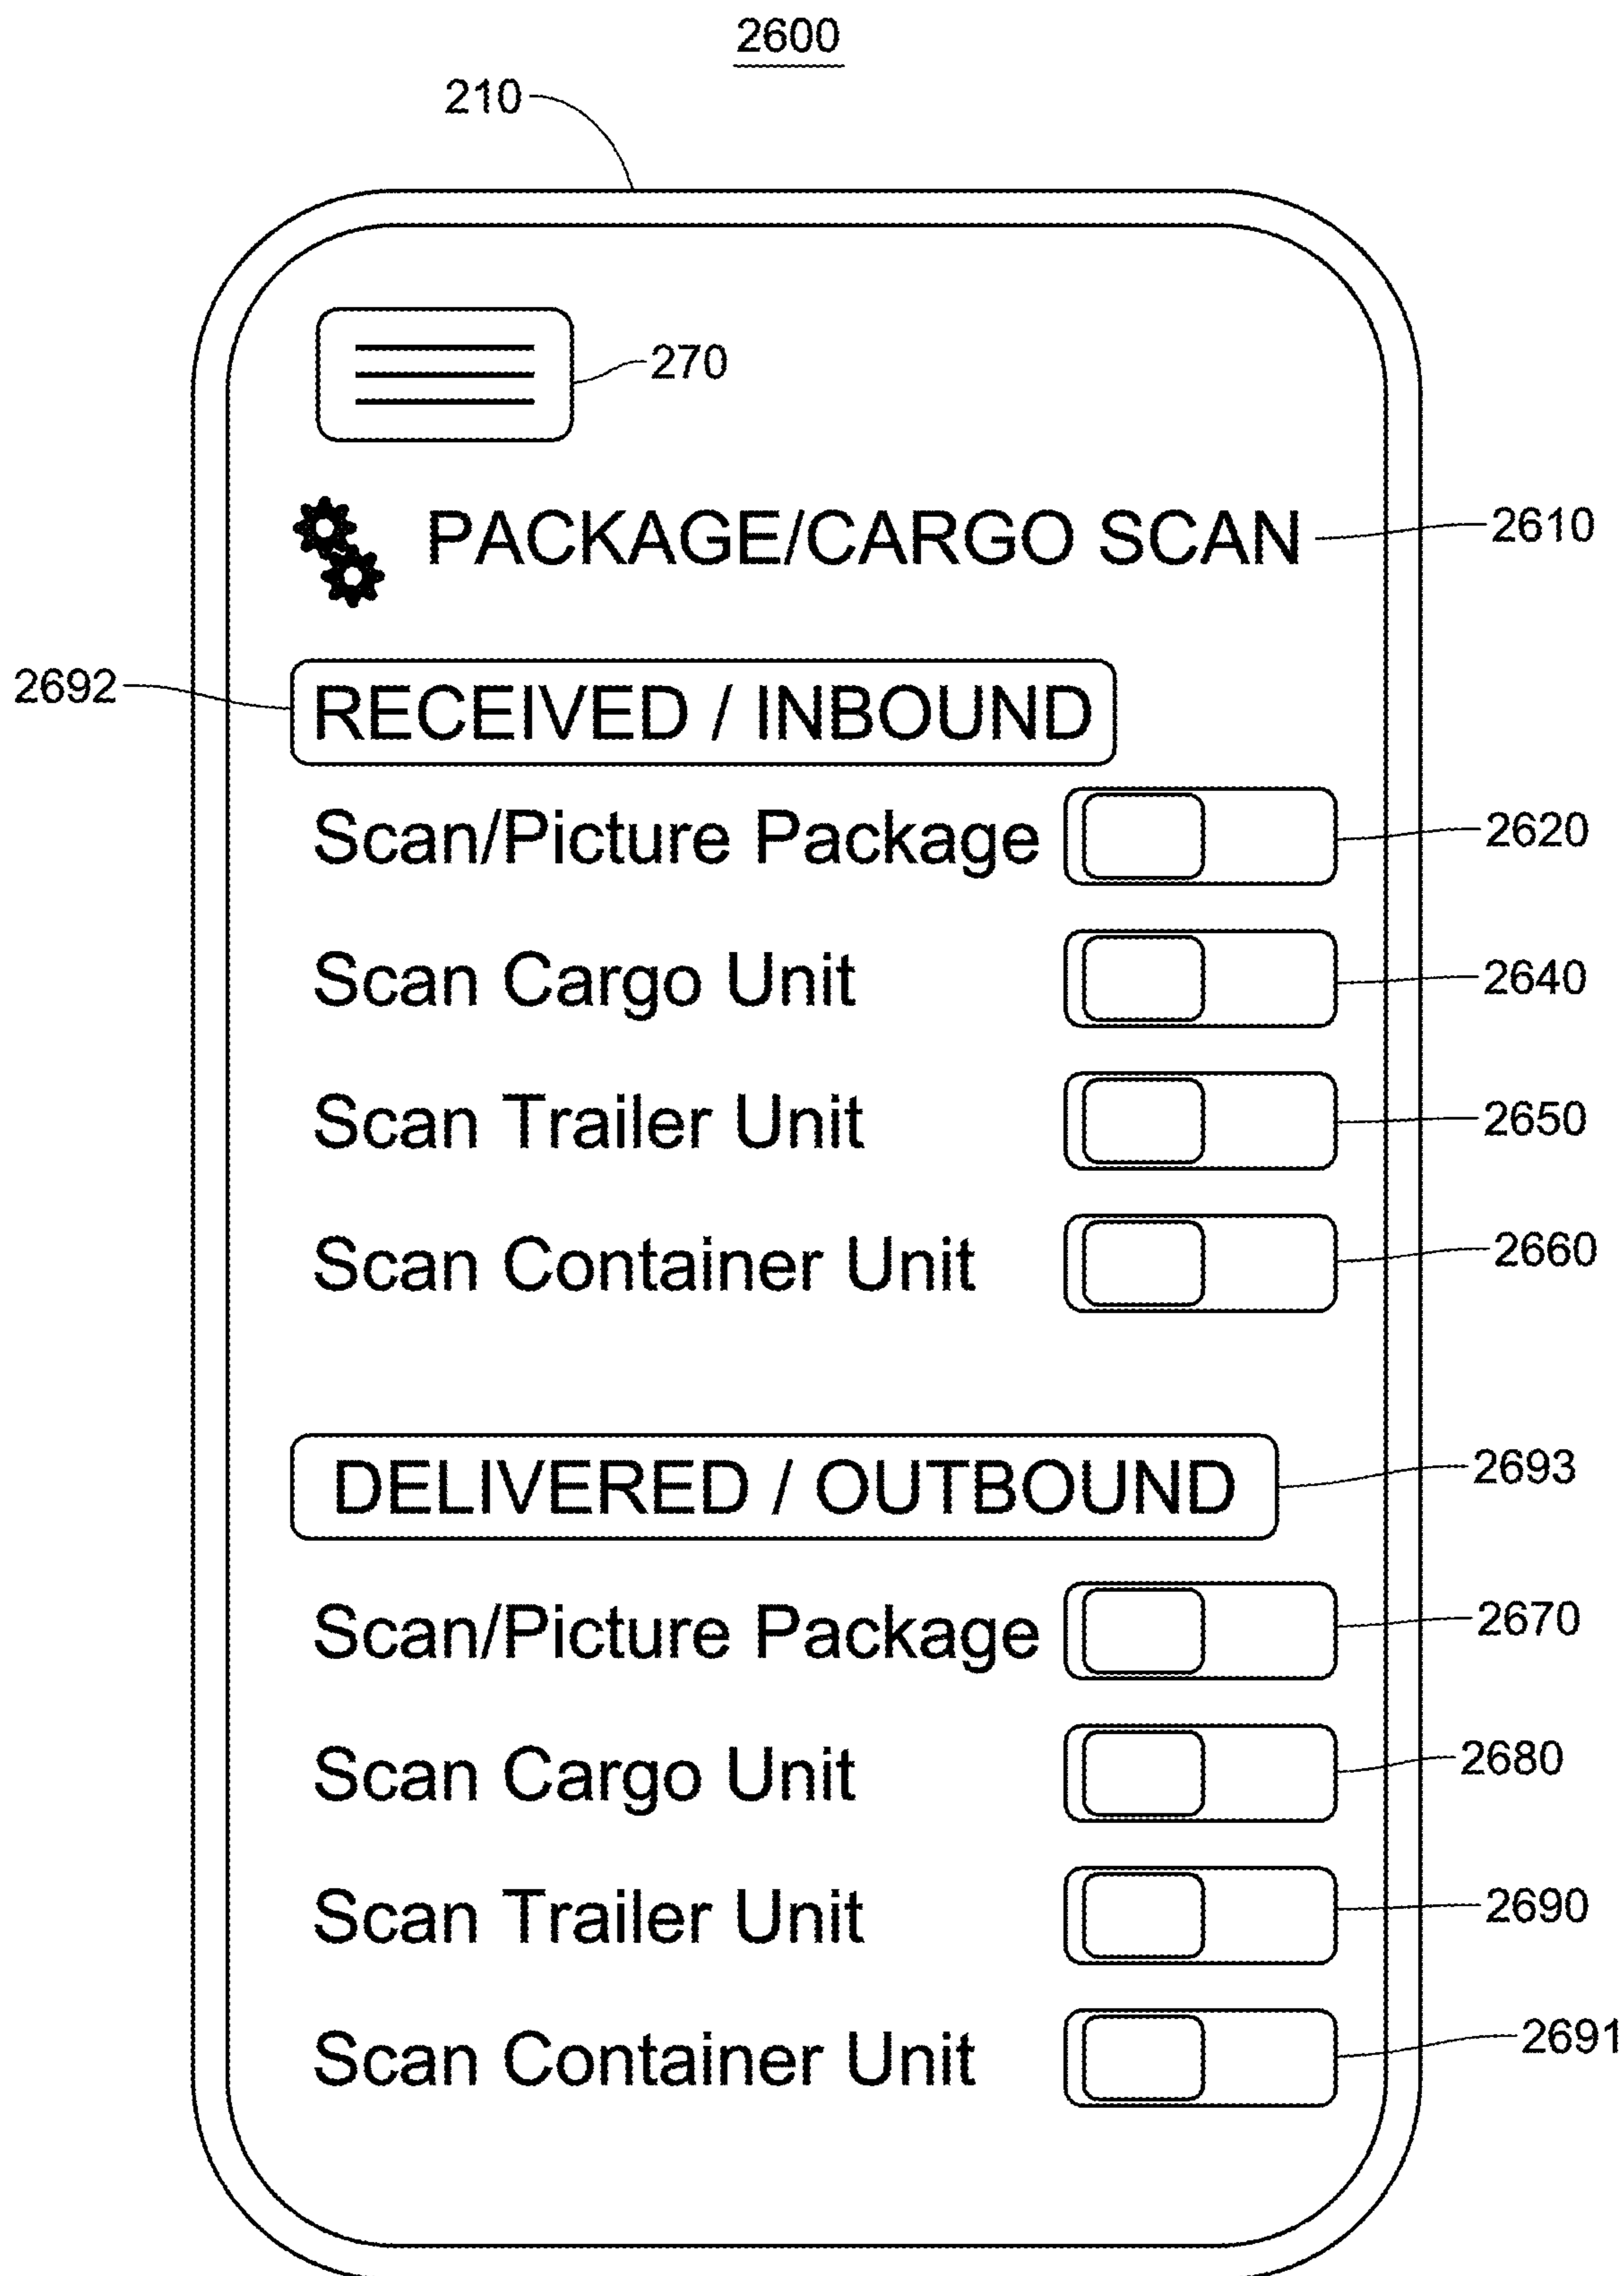 2600
210
270
PACKAGE/CARGO SCAN 2610
2692 RECEIVED / INBOUND
Scan/Picture Package 2620
Scan Cargo Unit 2640
Scan Trailer Unit 2650
Scan Container Unit 2660
DELIVERED / OUTBOUND 2693
Scan/Picture Package 2670
Scan Cargo Unit 2680
Scan Trailer Unit 2690
Scan Container Unit 2691